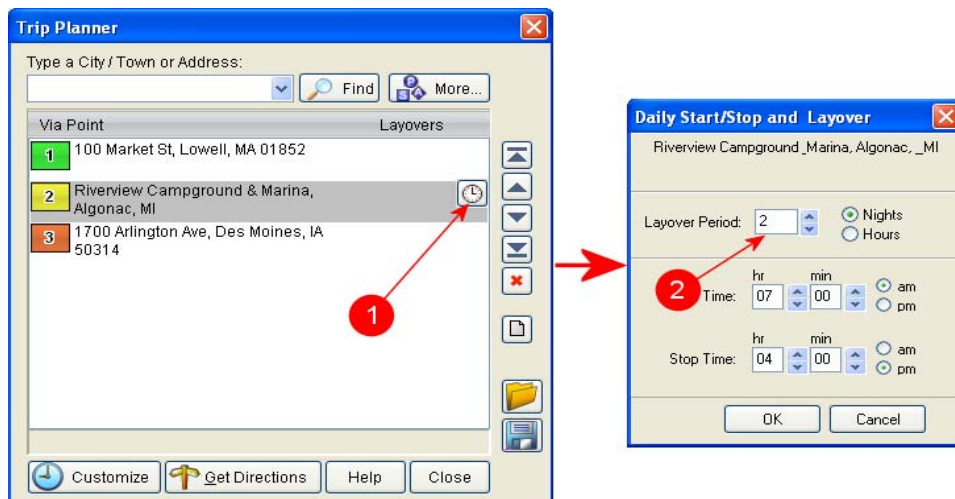 Trip Planner
Type a City / Town or Address:
Find
More...
Via Point Layovers
1 100 Market St, Lowell, MA 01852
2 Riverview Campground & Marina,
Algonac, MI
3 1700 Arlington Ave, Des Moines, IA
50314
1
Customize
Get Directions
Help
Close
Daily Start/Stop and Layover
Riverview Campground _Marina, Algonac, _MI
Layover Period: 2
Nights
Hours
2
hr min
Time: 07 00
am
pm
hr min
Stop Time: 04 00
am
pm
OK
Cancel